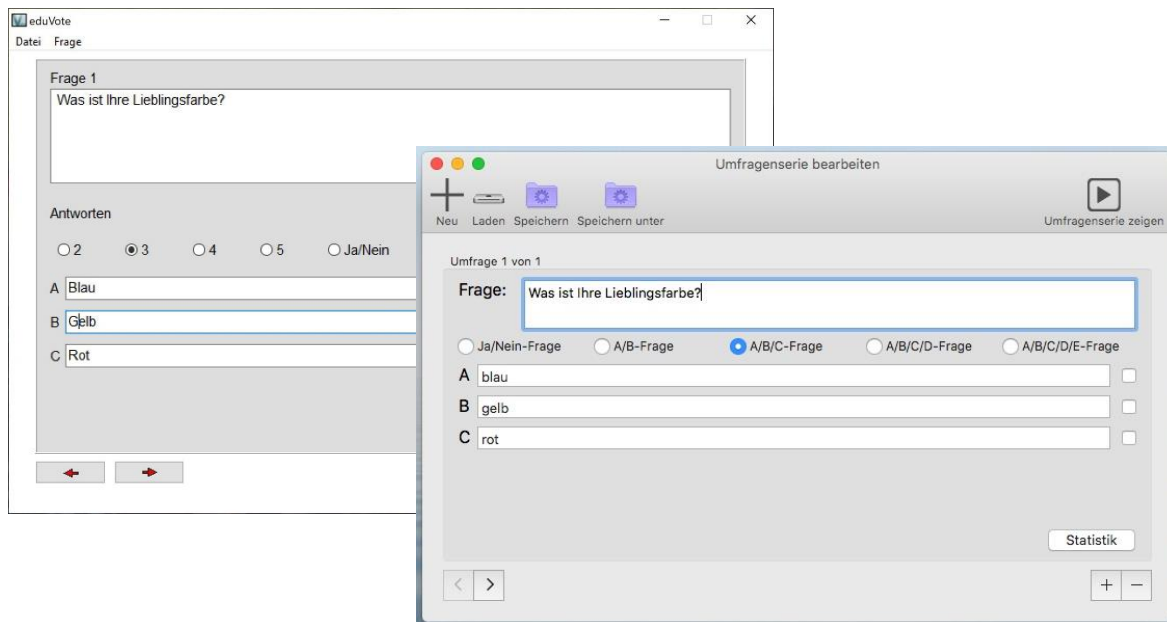 eduVote
Datei Frage
Frage 1
Was ist Ihre Lieblingsfarbe?
Antworten
2 3 4 5 Ja/Nein
A Blau
B Gelb
C Rot
Umfragenserie bearbeiten
Neu Laden Speichern Speichern unter Umfragenserie zeigen
Umfrage 1 von 1
Frage: Was ist Ihre Lieblingsfarbe?
Ja/Nein-Frage A/B-Frage A/B/C-Frage A/B/C/D-Frage A/B/C/D/E-Frage
A blau
B gelb
C rot
Statistik